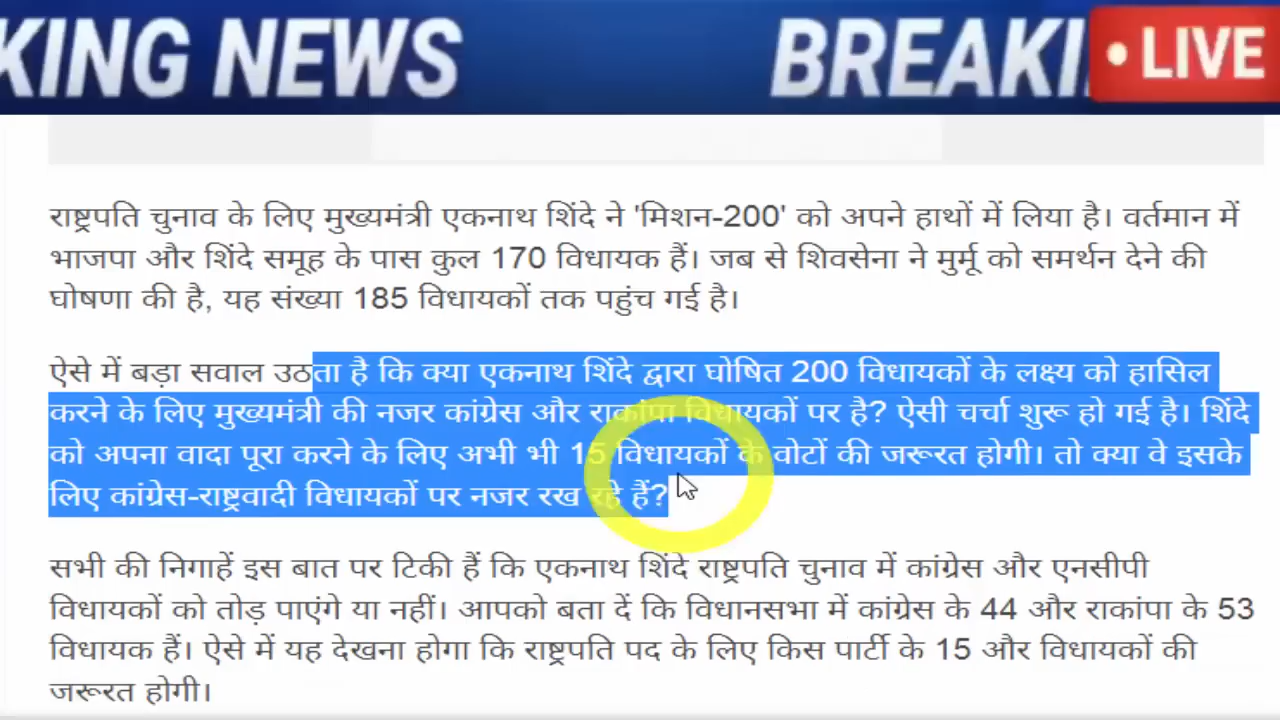 KING NEWS BREAKI LIVE
राष्ट्रपति चुनाव के लिए मुख्यमंत्री एकनाथ शिंदे ने 'मिशन-200' को अपने हाथों में लिया है। वर्तमान में
भाजपा और शिंदे समूह के पास कुल 170 विधायक हैं। जब से शिवसेना ने मुर्मू को समर्थन देने की
घोषणा की है, यह संख्या 185 विधायकों तक पहुंच गई है।
ऐसे में बड़ा सवाल उठता है कि क्या एकनाथ शिंदे द्वारा घोषित 200 विधायकों के लक्ष्य को हासिल
करने के लिए मुख्यमंत्री की नजर कांग्रेस और राकांपा विधायकों पर है? ऐसी चर्चा शुरू हो गई है। शिंदे
को अपना वादा पूरा करने के लिए अभी भी 15 विधायकों के वोटों की जरूरत होगी। तो क्या वे इसके
लिए कांग्रेस-राष्ट्रवादी विधायकों पर नजर रख रहे हैं?
सभी की निगाहें इस बात पर टिकी हैं कि एकनाथ शिंदे राष्ट्रपति चुनाव में कांग्रेस और एनसीपी
विधायकों को तोड़ पाएंगे या नहीं। आपको बता दें कि विधानसभा में कांग्रेस के 44 और राकांपा के 53
विधायक हैं। ऐसे में यह देखना होगा कि राष्ट्रपति पद के लिए किस पार्टी के 15 और विधायकों की
जरूरत होगी।